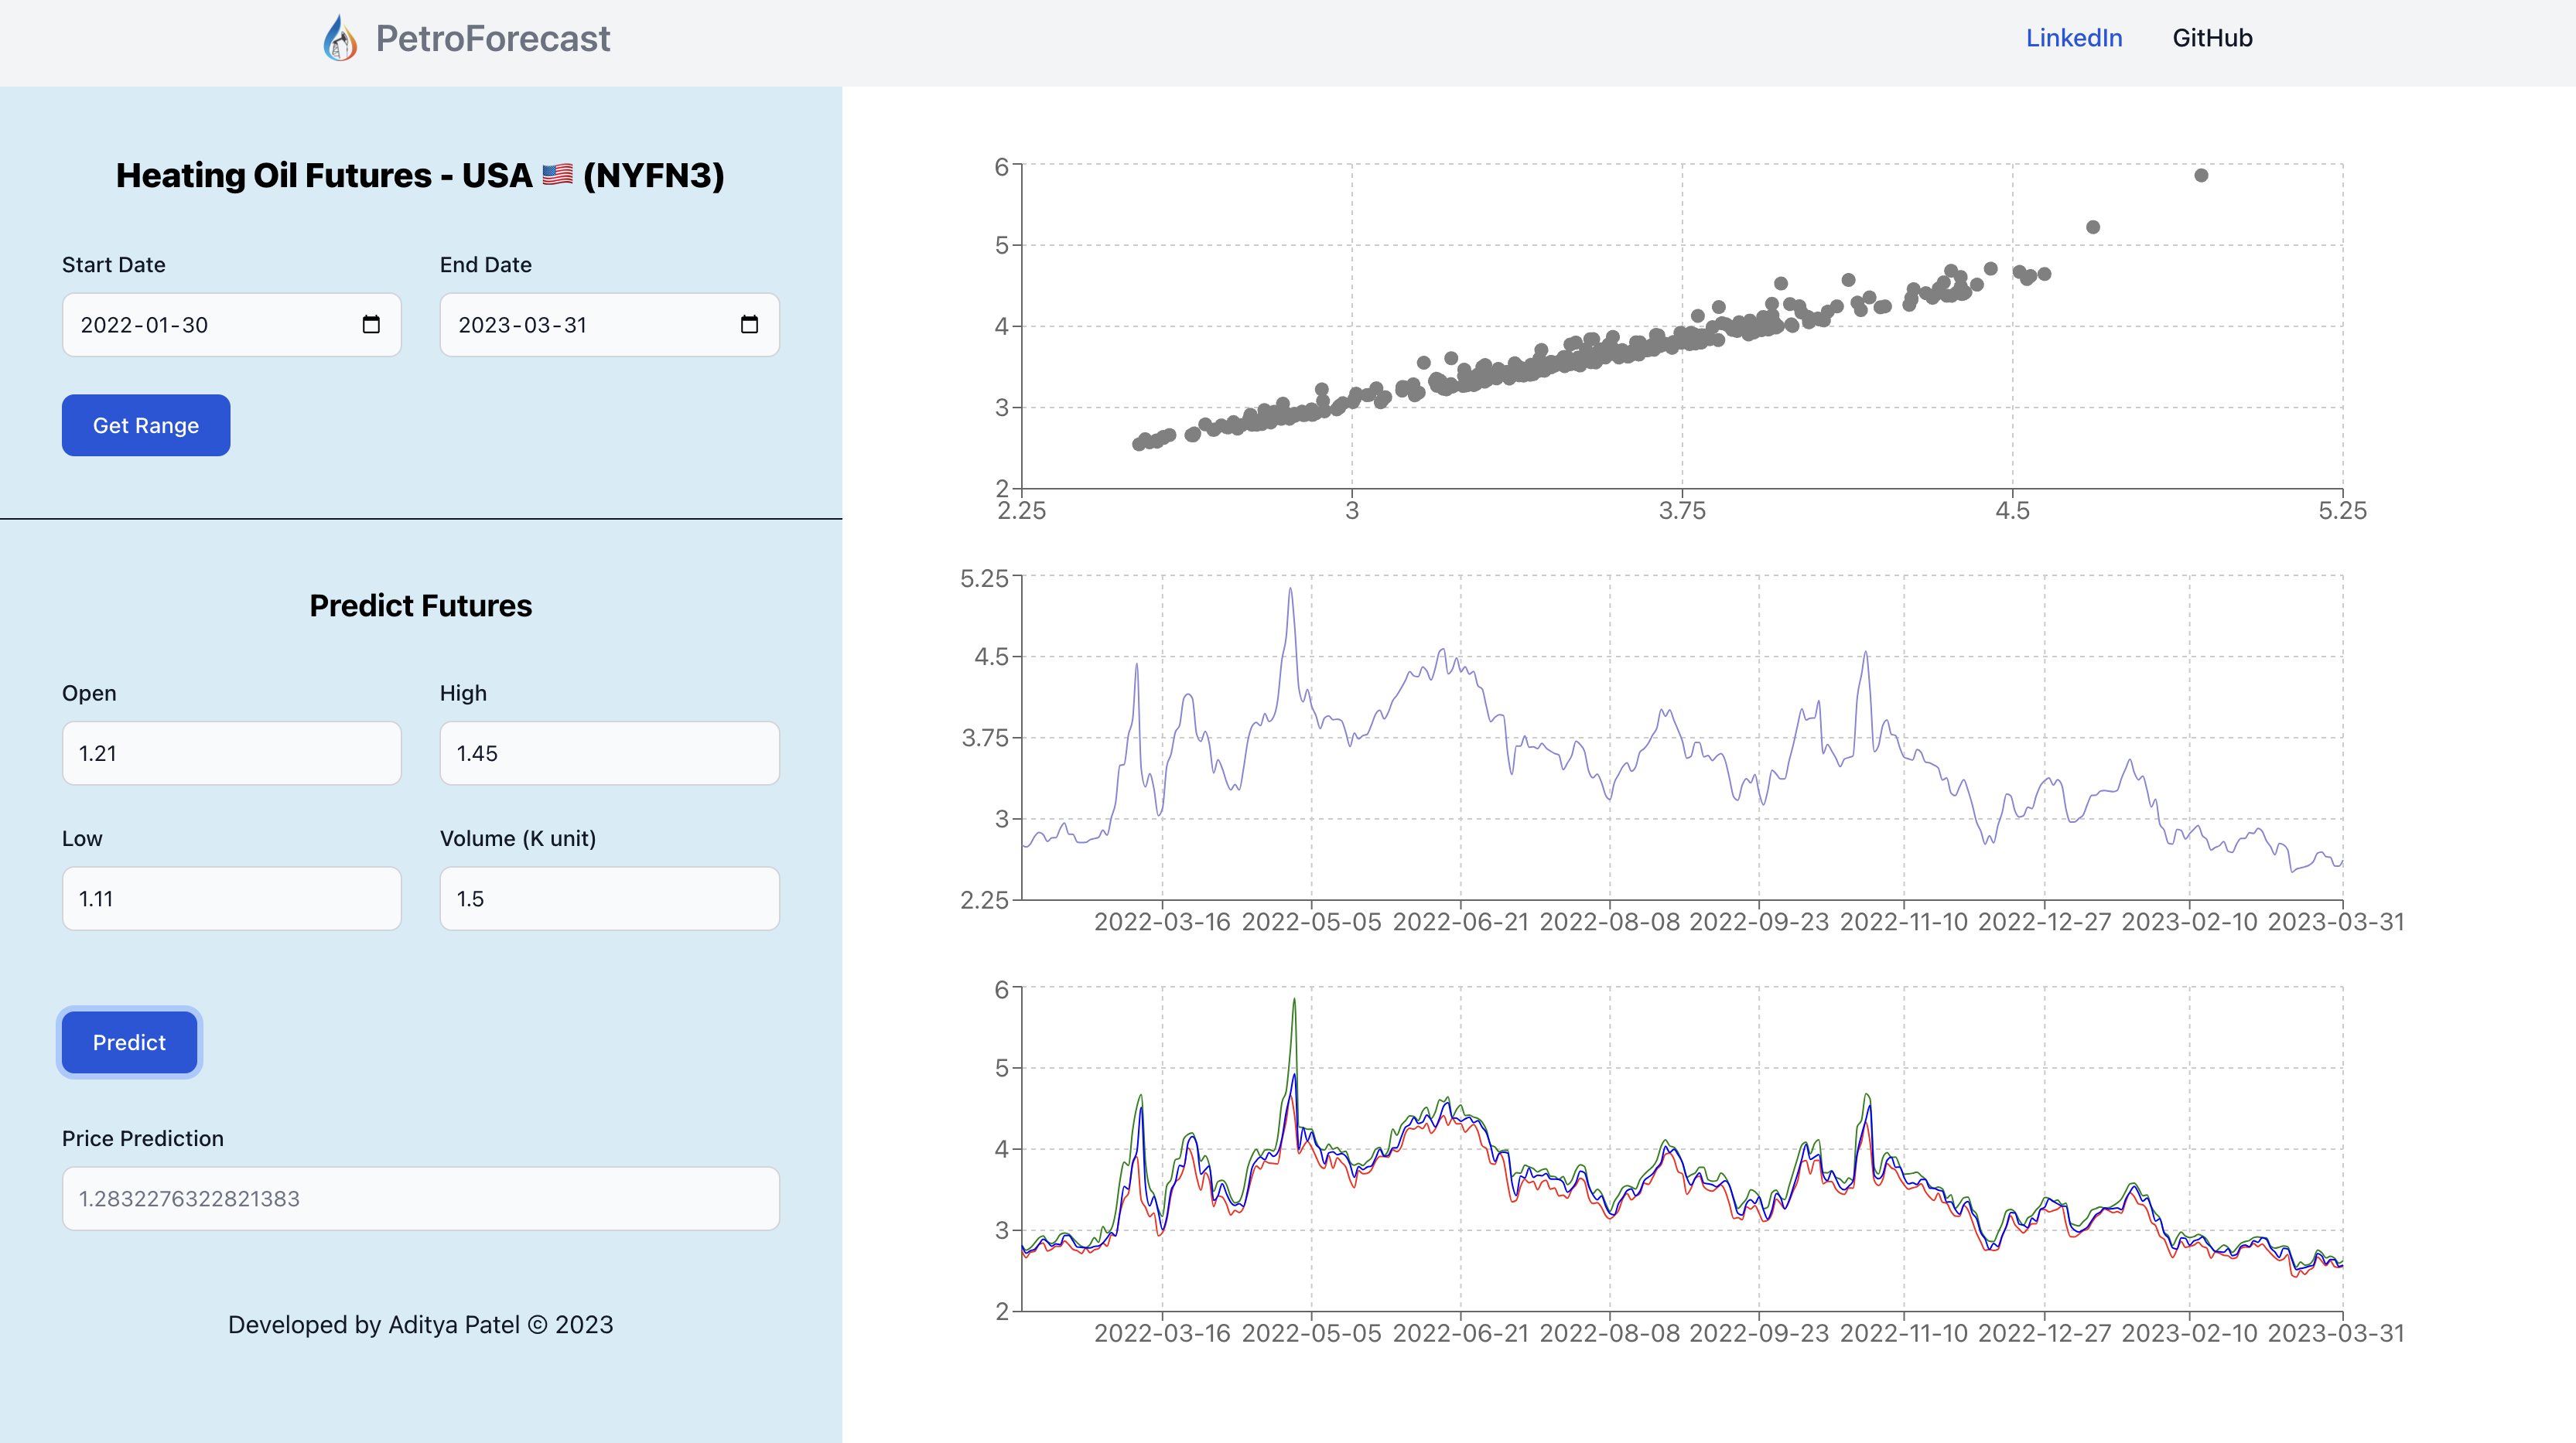 PetroForecast
LinkedIn GitHub
Heating Oil Futures - USA 🇺🇸 (NYFN3)
Start Date End Date
2022-01-30 2023-03-31
Get Range
Predict Futures
Open High
1.21 1.45
Low Volume (K unit)
1.11 1.5
Predict
Price Prediction
1.2832276322821383
Developed by Aditya Patel © 2023
6
5
4
3
2
2.25 3 3.75 4.5 5.25
5.25
4.5
3.75
3
2.25
2022-03-16 2022-05-05 2022-06-21 2022-08-08 2022-09-23 2022-11-10 2022-12-27 2023-02-10 2023-03-31
6
5
4
3
2
2022-03-16 2022-05-05 2022-06-21 2022-08-08 2022-09-23 2022-11-10 2022-12-27 2023-02-10 2023-03-31